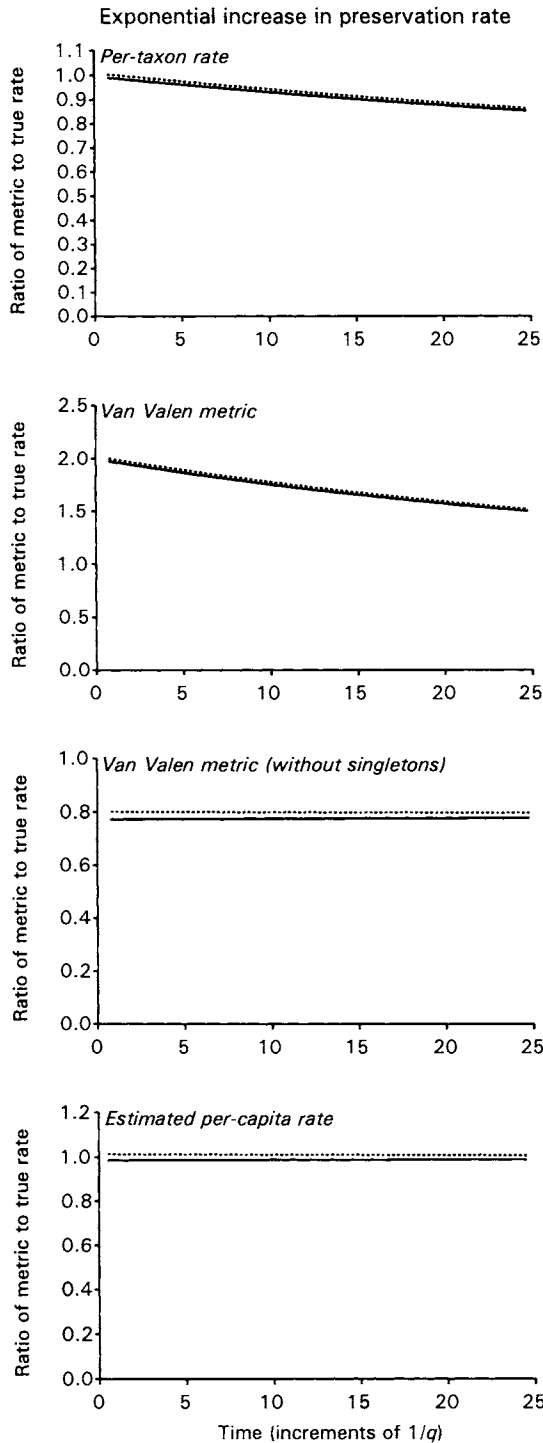 Exponential increase in preservation rate
Per-taxon rate
Ratio of metric to true rate
1.1
1.0
0.9
0.8
0.7
0.6
0.5
0.4
0.3
0.2
0.1
0.0
0 5 10 15 20 25
Van Valen metric
Ratio of metric to true rate
2.5
2.0
1.5
1.0
0.5
0.0
0 5 10 15 20 25
Van Valen metric (without singletons)
Ratio of metric to true rate
1.0
0.8
0.6
0.4
0.2
0.0
0 5 10 15 20 25
Estimated per-capita rate
Ratio of metric to true rate
1.2
1.0
0.8
0.6
0.4
0.2
0.0
0 5 10 15 20 25
Time (increments of 1/q)